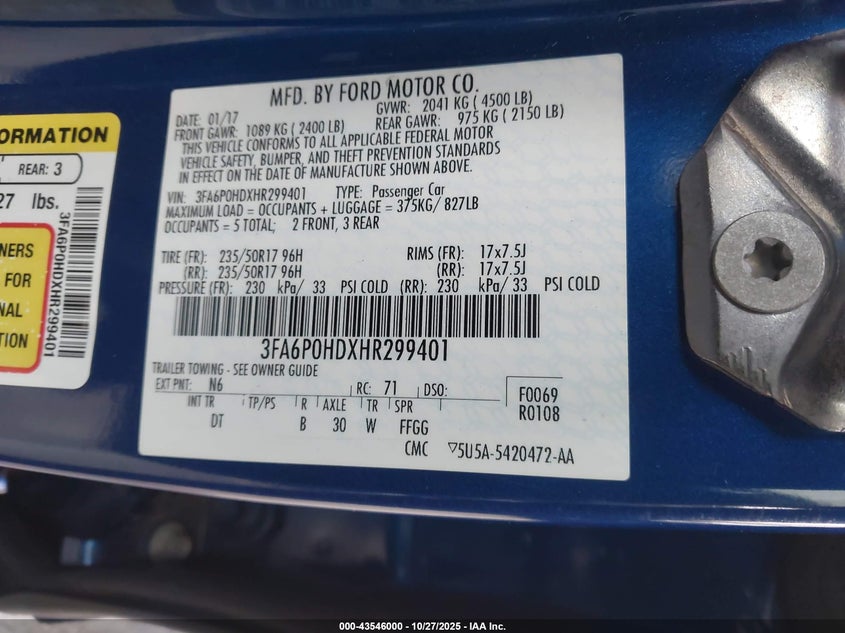 MFD. BY FORD MOTOR CO.
DATE: 01/17
GVWR: 2041 KG ( 4500 LB)
FRONT GAWR: 1089 KG ( 2400 LB)
REAR GAWR: 975 KG ( 2150 LB)
THIS VEHICLE CONFORMS TO ALL APPLICABLE FEDERAL MOTOR
VEHICLE SAFETY, BUMPER, AND THEFT PREVENTION STANDARDS
IN EFFECT ON THE DATE OF MANUFACTURE SHOWN ABOVE.
VIN: 3FA6P0HDXHR299401 TYPE: Passenger Car
MAXIMUM LOAD = OCCUPANTS + LUGGAGE = 375KG/ 827LB
OCCUPANTS = 5 TOTAL; 2 FRONT, 3 REAR
TIRE (FR): 235/50R17 96H RIMS (FR): 17x7.5J
(RR): 235/50R17 96H (RR): 17x7.5J
PRESSURE (FR): 230 kPa/ 33 PSI COLD (RR): 230 kPa/ 33 PSI COLD
3FA6P0HDXHR299401
TRAILER TOWING - SEE OWNER GUIDE
EXT PNT: N6 RC: 71 DSO:
F0069
R0108
INT TR TP/PS R AXLE TR SPR
DT B 30 W FFGG
CMC ▽5U5A-5420472-AA
ORMATION
REAR: 3
27 lbs.
NERS
FOR
NAL
TION
3FA6P0HDXHR299401
000-43546000 - 10/27/2025 - IAA Inc.